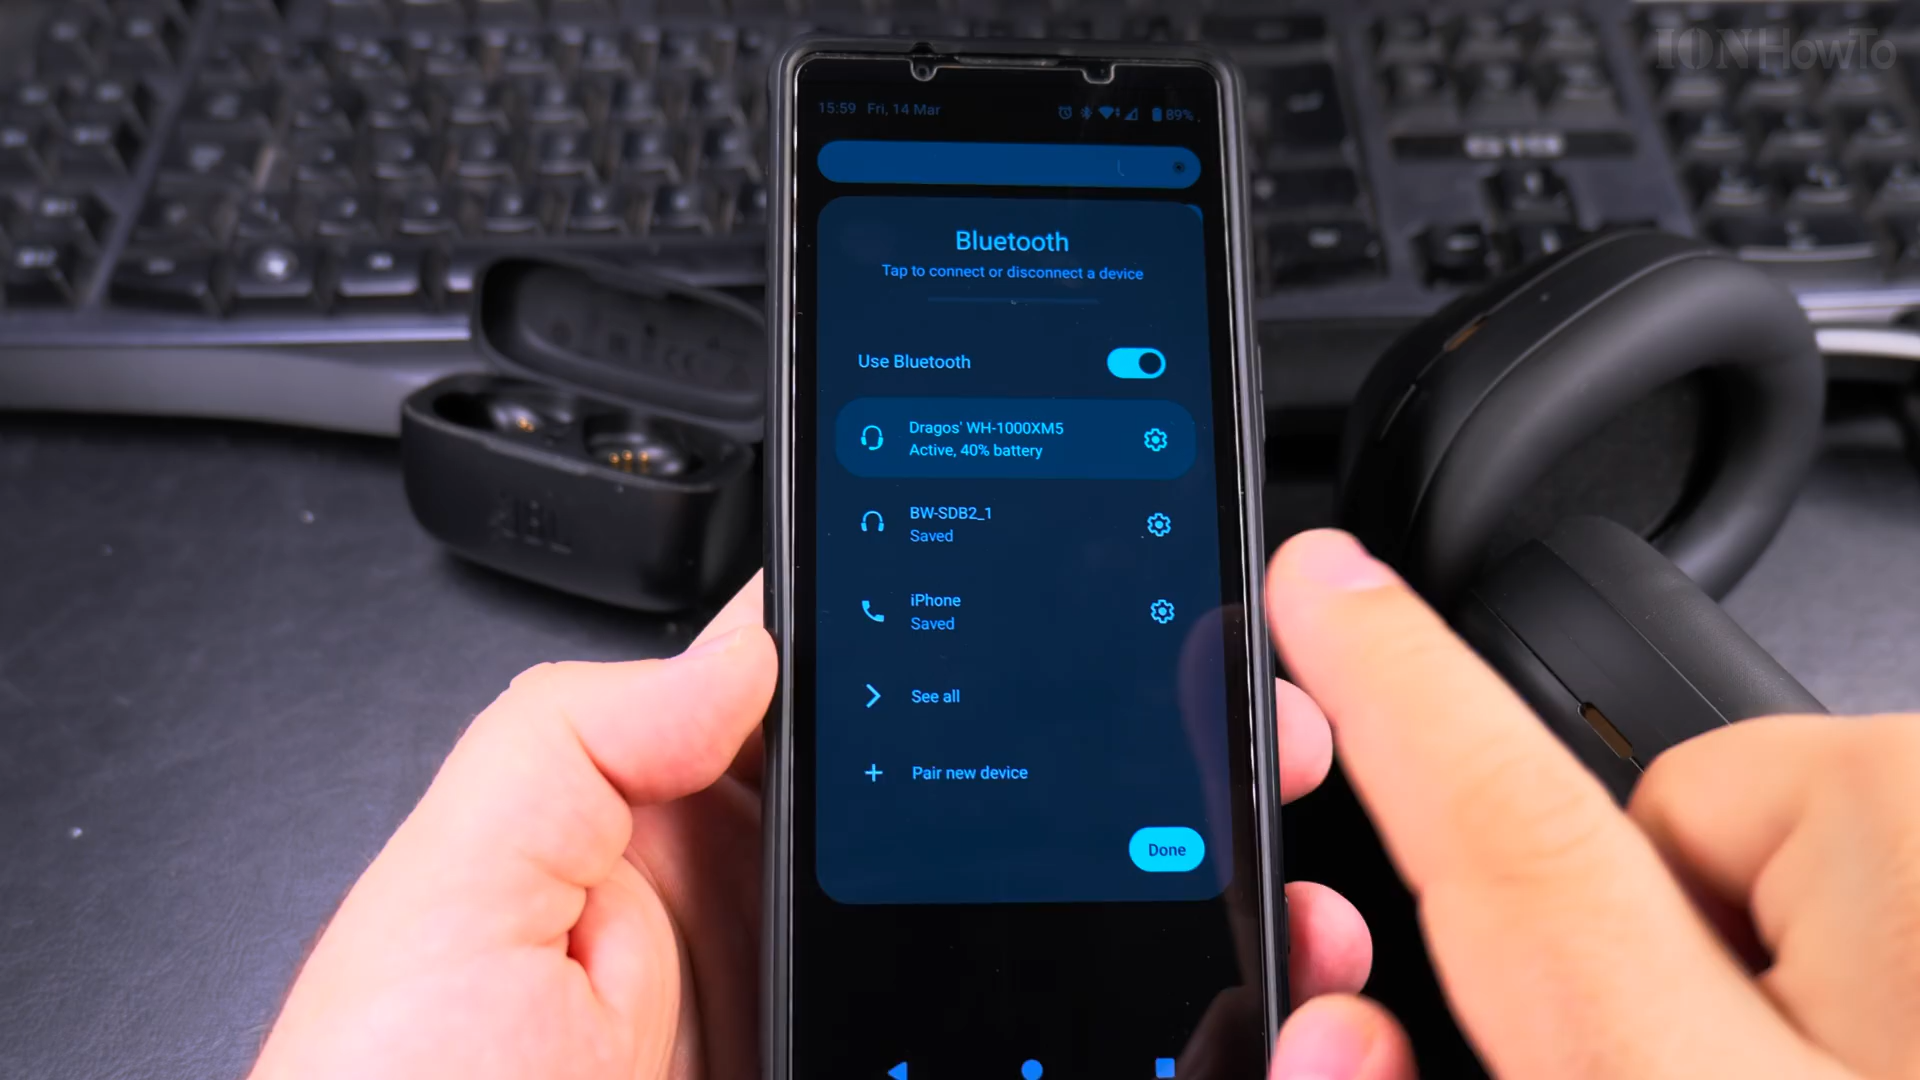 IONHowTo
15:59 Fri, 14 Mar
89%
Bluetooth
Tap to connect or disconnect a device
Use Bluetooth
Dragos' WH-1000XM5
Active, 40% battery
BW-SDB2_1
Saved
iPhone
Saved
See all
Pair new device
Done
JBL